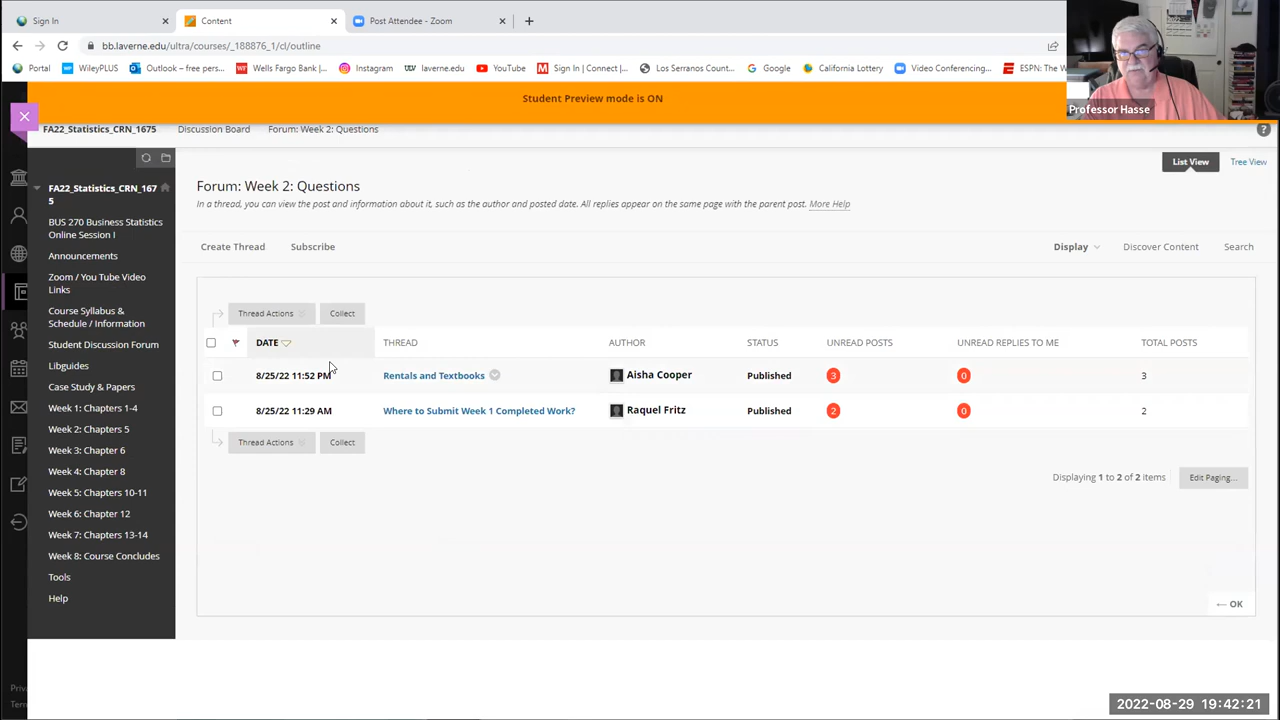 Sign In
Content
Post Attendee - Zoom
bb.laverne.edu/ultra/courses/_188876_1/cl/outline
Portal
WileyPLUS
Outlook – free pers...
Wells Fargo Bank |...
Instagram
laverne.edu
YouTube
Sign In | Connect |...
Los Serranos Count...
Google
California Lottery
Video Conferencing...
ESPN: The W
Student Preview mode is ON
Professor Hasse
FA22_Statistics_CRN_1675
Discussion Board
Forum: Week 2: Questions
List View
Tree View
FA22_Statistics_CRN_167
5
BUS 270 Business Statistics
Online Session I
Announcements
Zoom / You Tube Video
Links
Course Syllabus &
Schedule / Information
Student Discussion Forum
Libguides
Case Study & Papers
Week 1: Chapters 1-4
Week 2: Chapters 5
Week 3: Chapter 6
Week 4: Chapter 8
Week 5: Chapters 10-11
Week 6: Chapter 12
Week 7: Chapters 13-14
Week 8: Course Concludes
Tools
Help
Forum: Week 2: Questions
In a thread, you can view the post and information about it, such as the author and posted date. All replies appear on the same page with the parent post. More Help
Create Thread
Subscribe
Display
Discover Content
Search
Thread Actions
Collect
DATE
THREAD
AUTHOR
STATUS
UNREAD POSTS
UNREAD REPLIES TO ME
TOTAL POSTS
8/25/22 11:52 PM
Rentals and Textbooks
Aisha Cooper
Published
3
0
3
8/25/22 11:29 AM
Where to Submit Week 1 Completed Work?
Raquel Fritz
Published
2
0
2
Thread Actions
Collect
Displaying 1 to 2 of 2 items
Edit Paging...
← OK
Priva
Term
2022-08-29 19:42:21